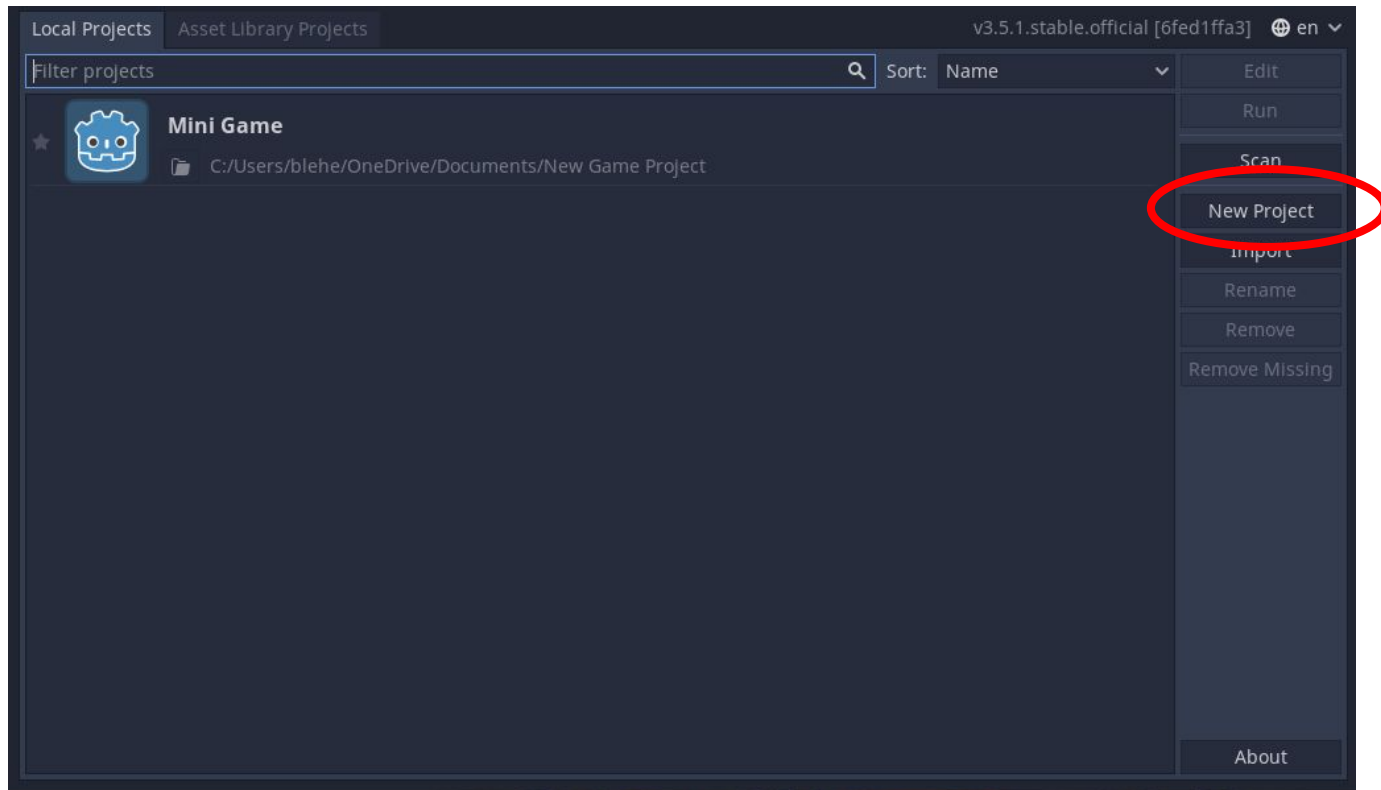 Local Projects Asset Library Projects v3.5.1.stable.official [6fed1ffa3] en
Filter projects Sort: Name Edit
Run
Mini Game
C:/Users/blehe/OneDrive/Documents/New Game Project
Scan
New Project
Import
Rename
Remove
Remove Missing
About